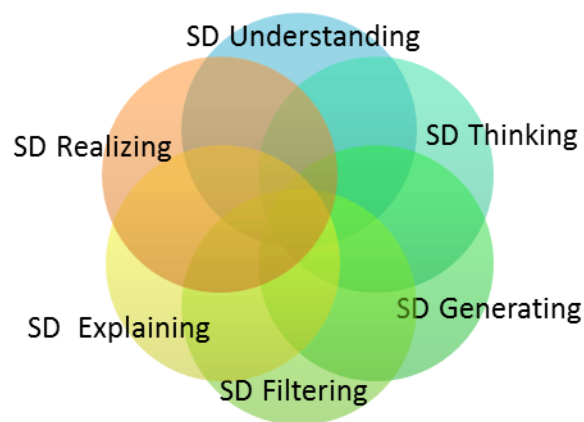 SD Understanding
SD Thinking
SD Realizing
SD Generating
SD Explaining
SD Filtering